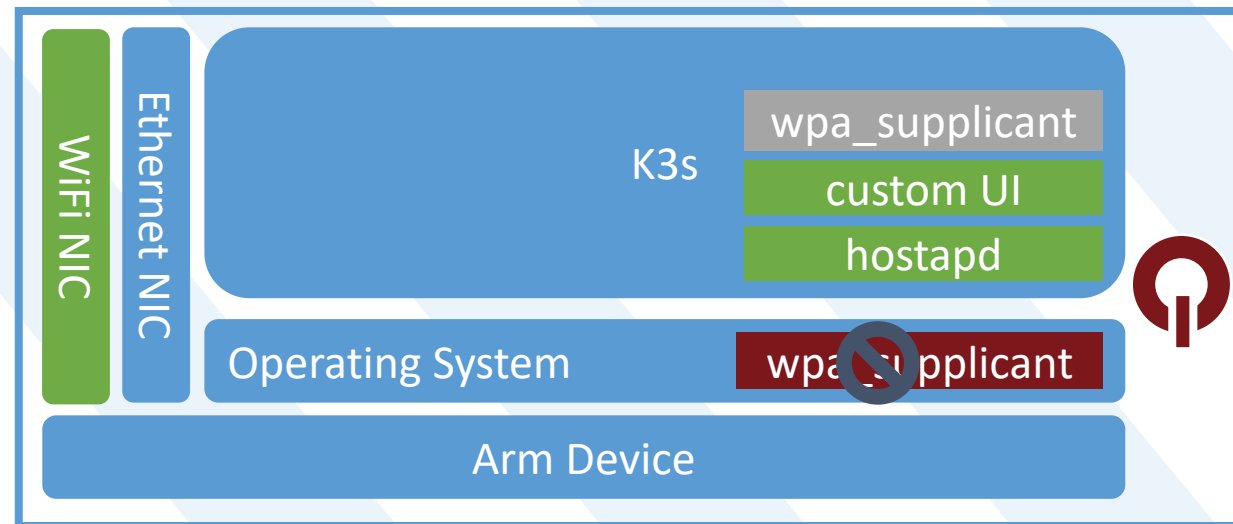 WiFi NIC
Ethernet NIC
K3s
wpa_supplicant
custom UI
hostapd
Operating System
wpa_supplicant
Arm Device